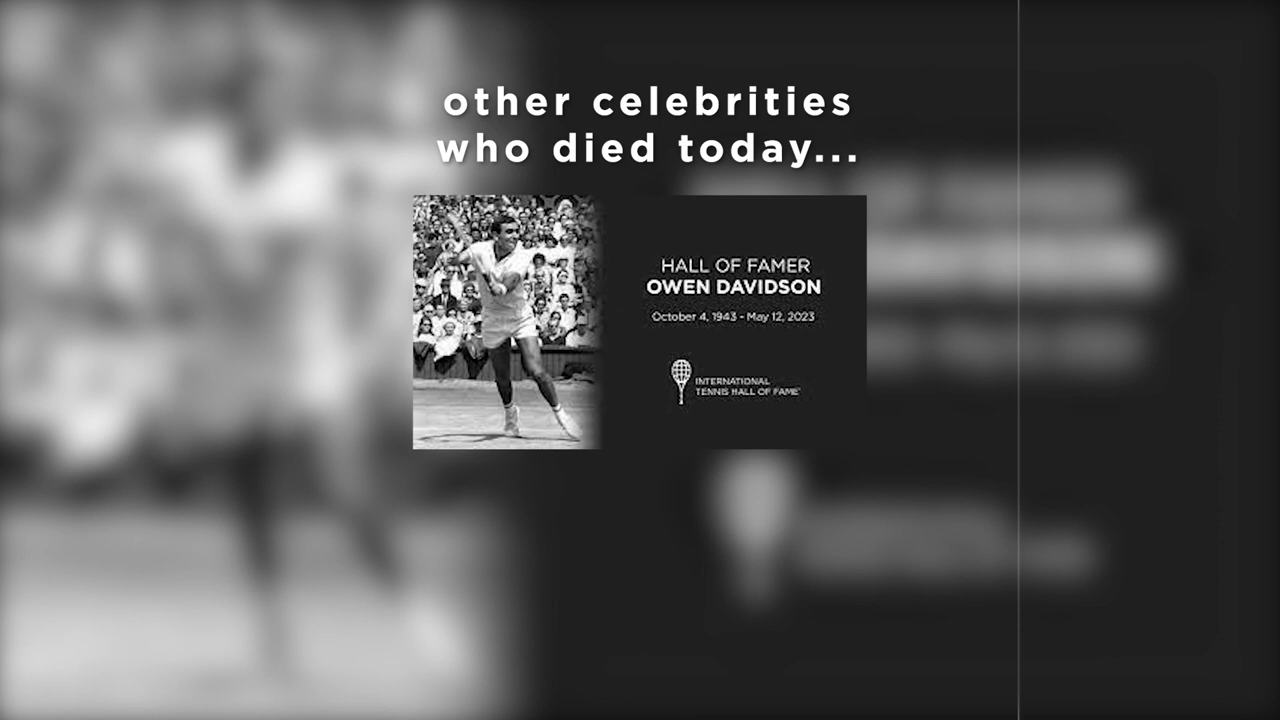 other celebrities
who died today...
HALL OF FAMER
OWEN DAVIDSON
October 4, 1943 - May 12, 2023
INTERNATIONAL
TENNIS HALL OF FAME